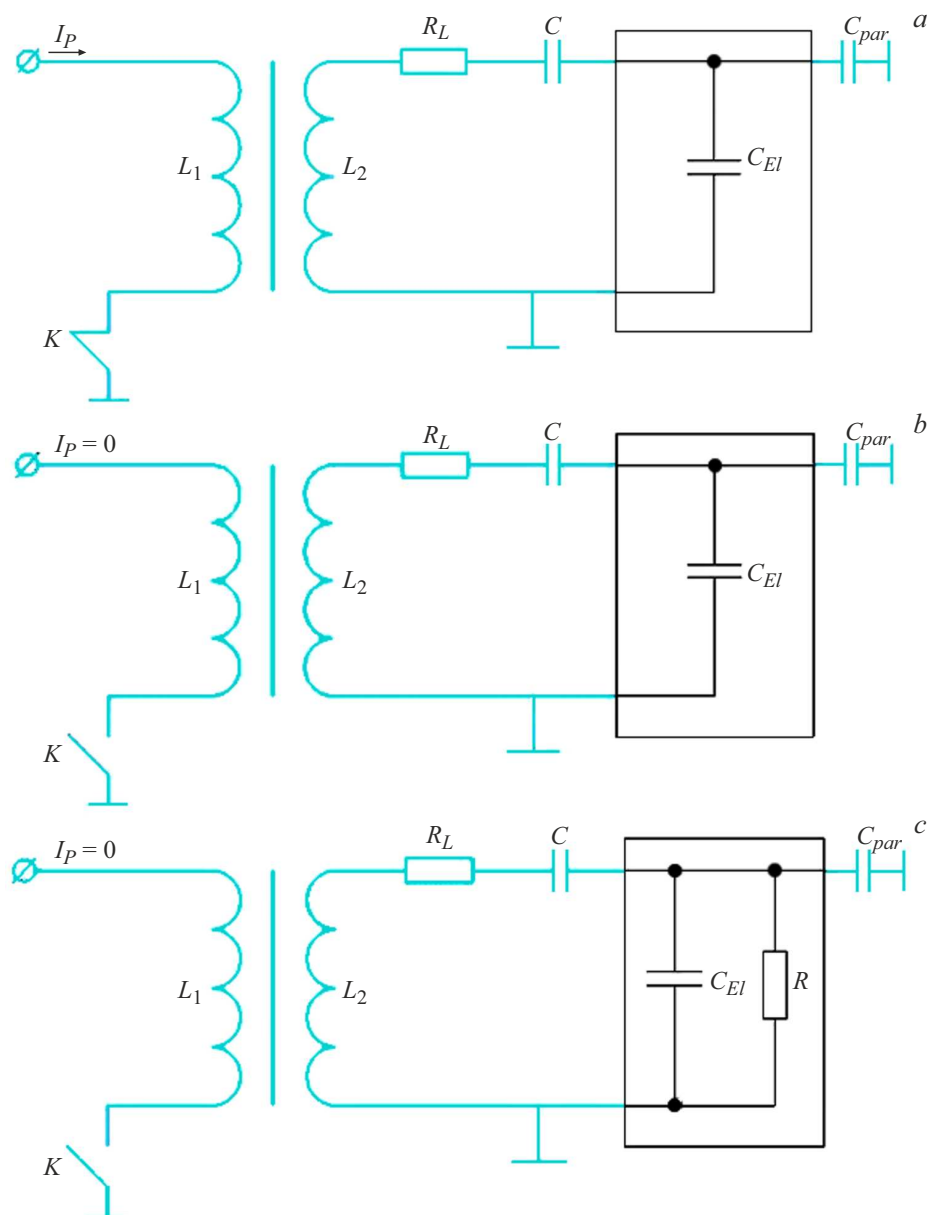 I_P R_L C C_par a
L_1 L_2 C_El
K
I_P = 0 R_L C C_par b
L_1 L_2 C_El
K
I_P = 0 R_L C C_par c
L_1 L_2 C_El R
K